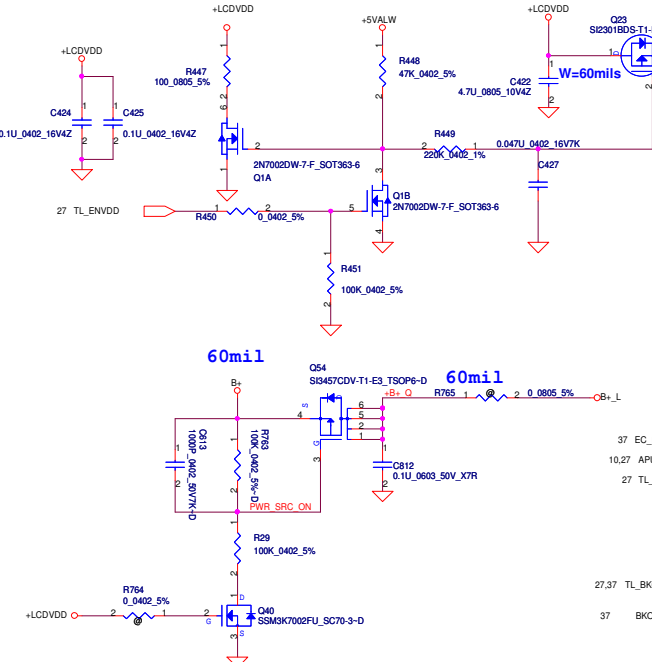 +LCDVDD
+5VALW
+LCDVDD
Q23
SI2301BDS-T1-
+LCDVDD
R447
100_0805_5%
R448
47K_0402_5%
C422
4.7U_0805_10V4Z
W=60mils
C424
0.1U_0402_16V4Z
C425
0.1U_0402_16V4Z
2N7002DW-7-F_SOT363-6
Q1A
R449
220K_0402_1%
0.047U_0402_16V7K
C427
Q1B
2N7002DW-7-F_SOT363-6
27 TL_ENVDD
R450
0_0402_5%
R451
100K_0402_5%
60mil
B+
Q54
SI3457CDV-T1-E3_TSOP6~D
+B+_Q
60mil
R765
@
0_0805_5%
B+_L
C613
1000P_0402_50V7K~D
R763
100K_0402_5%~D
C812
0.1U_0603_50V_X7R
PWR_SRC_ON
37 EC_
10,27
27 TL_
R29
100K_0402_5%
R764
0_0402_5%
@
+LCDVDD
Q40
SSM3K7002FU_SC70-3~D
27,37 TL_BK
37